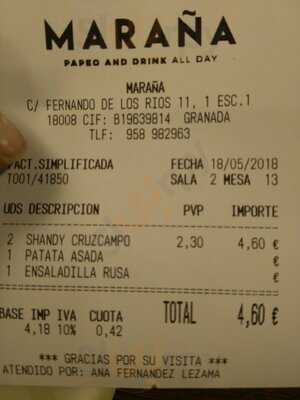 MARAÑA
PAPEO AND DRINK ALL DAY
MARAÑA
C/ FERNANDO DE LOS RIOS 11, 1 ESC.1
18008 CIF: B19639814 GRANADA
TLF: 958 982963
FACT.SIMPLIFICADA FECHA 18/05/2018
T001/41850 SALA 2 MESA 13
UDS DESCRIPCION PVP IMPORTE
2 SHANDY CRUZCAMPO 2,30 4,60 €
1 PATATA ASADA €
1 ENSALADILLA RUSA €
BASE IMP IVA CUOTA TOTAL 4,60 €
4,18 10% 0,42
*** GRACIAS POR SU VISITA ***
ATENDIDO POR: ANA FERNANDEZ LEZAMA